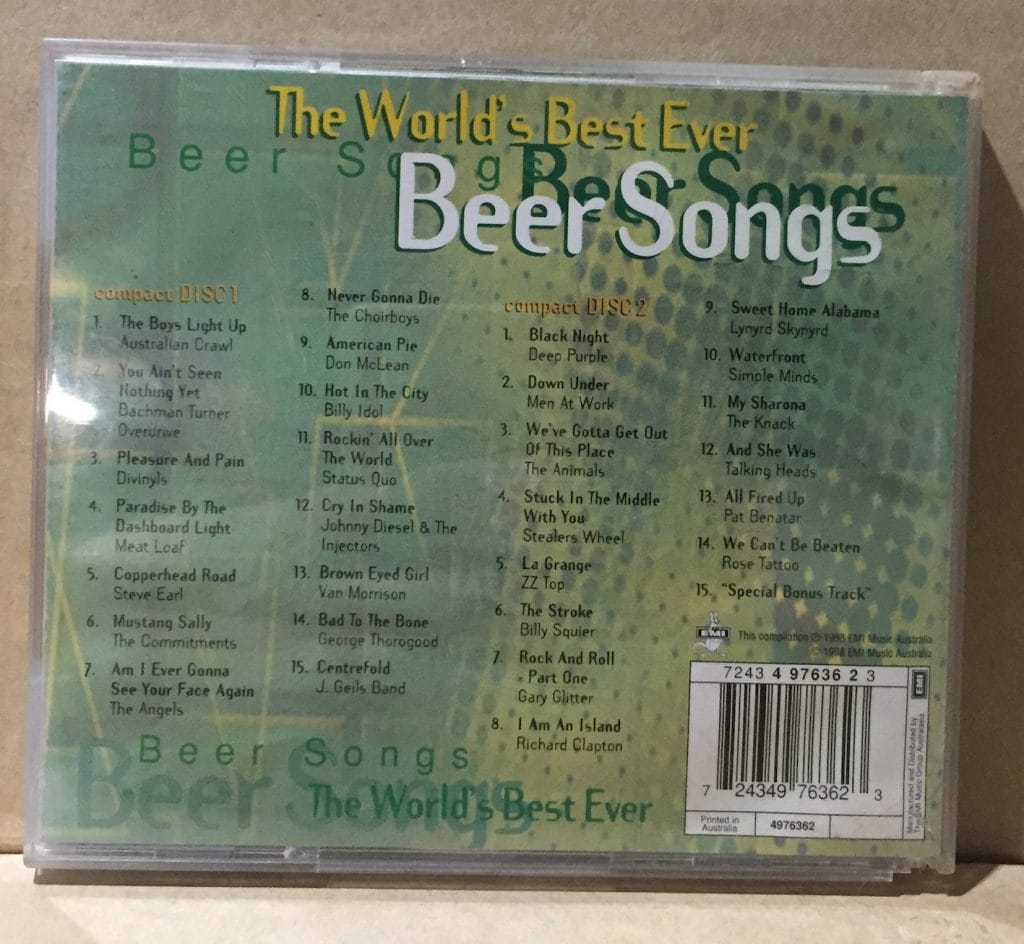 The World's Best Ever
Beer Songs
Beer Songs
Beer Songs
compact DISC 1
1. The Boys Light Up
Australian Crawl
2. You Ain't Seen
Nothing Yet
Bachman Turner
Overdrive
3. Pleasure And Pain
Divinyls
4. Paradise By The
Dashboard Light
Meat Loaf
5. Copperhead Road
Steve Earl
6. Mustang Sally
The Commitments
7. Am I Ever Gonna
See Your Face Again
The Angels
8. Never Gonna Die
The Choirboys
9. American Pie
Don McLean
10. Hot In The City
Billy Idol
11. Rockin' All Over
The World
Status Quo
12. Cry In Shame
Johnny Diesel & The
Injectors
13. Brown Eyed Girl
Van Morrison
14. Bad To The Bone
George Thorogood
15. Centrefold
J. Geils Band
compact DISC 2
1. Black Night
Deep Purple
2. Down Under
Men At Work
3. We've Gotta Get Out
Of This Place
The Animals
4. Stuck In The Middle
With You
Stealers Wheel
5. La Grange
ZZ Top
6. The Stroke
Billy Squier
7. Rock And Roll
- Part One
Gary Glitter
8. I Am An Island
Richard Clapton
9. Sweet Home Alabama
Lynyrd Skynyrd
10. Waterfront
Simple Minds
11. My Sharona
The Knack
12. And She Was
Talking Heads
13. All Fired Up
Pat Benatar
14. We Can't Be Beaten
Rose Tattoo
15. "Special Bonus Track"
EMI
This compilation ℗ 1998 EMI Music Australia
© 1998 EMI Music Australia
7243 4 97636 2 3
EMI
7 24349 76362 3
Printed in
Australia
4976362
Manufactured and Distributed by
The EMI Music Group Australasia
Beer Songs
Beer Songs
The World's Best Ever